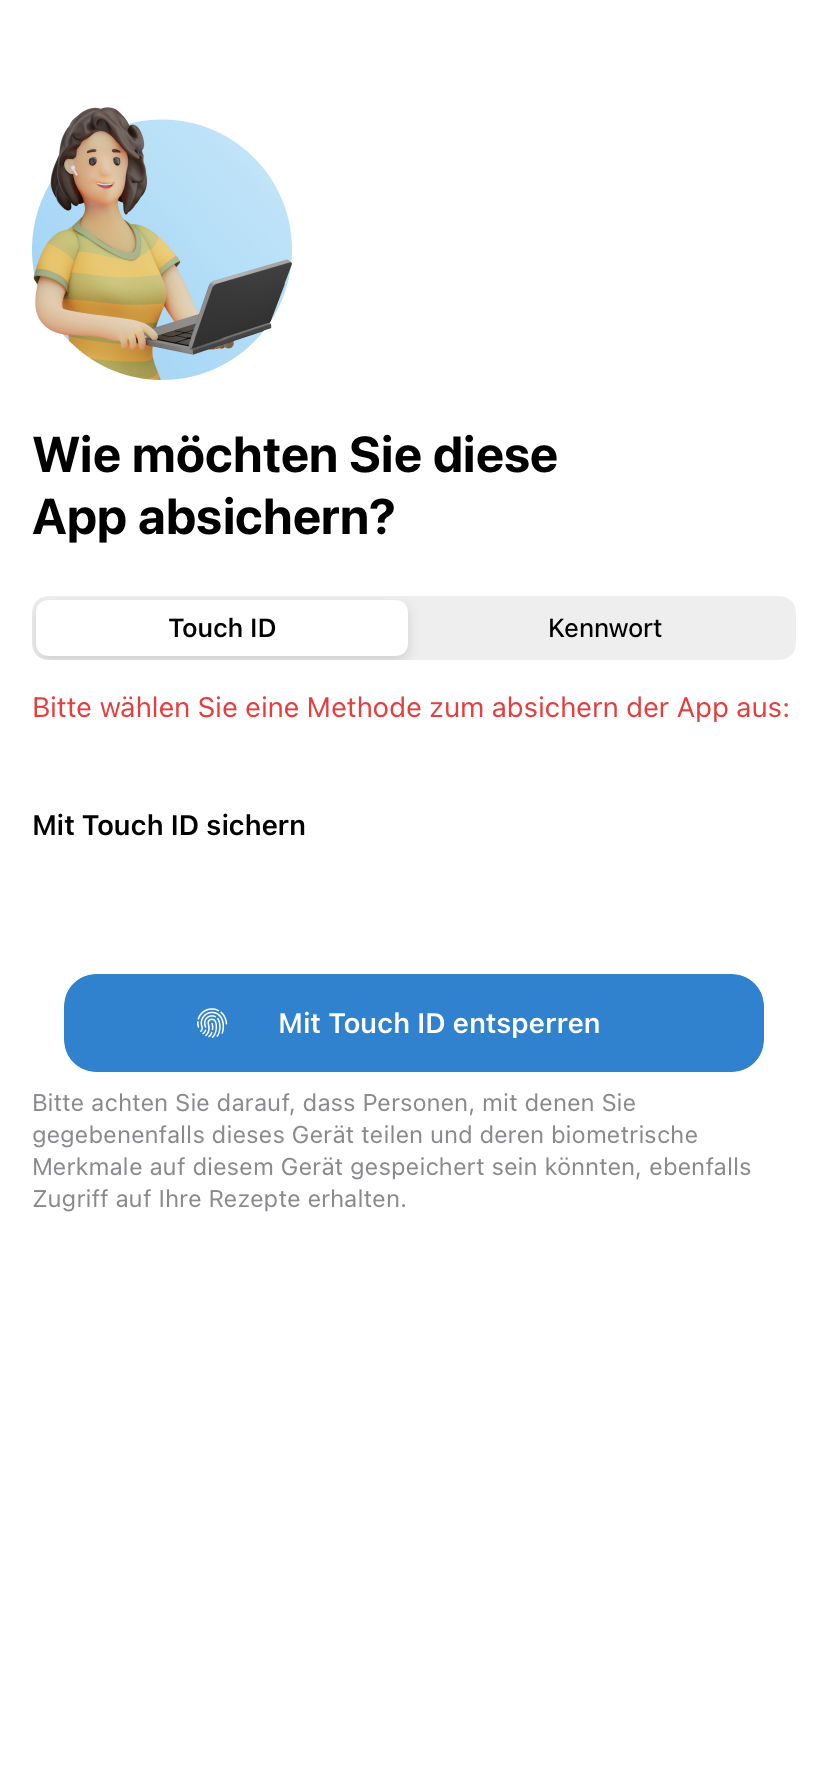 Wie möchten Sie diese
App absichern?
Touch ID
Kennwort
Bitte wählen Sie eine Methode zum absichern der App aus:
Mit Touch ID sichern
Mit Touch ID entsperren
Bitte achten Sie darauf, dass Personen, mit denen Sie
gegebenenfalls dieses Gerät teilen und deren biometrische
Merkmale auf diesem Gerät gespeichert sein könnten, ebenfalls
Zugriff auf Ihre Rezepte erhalten.